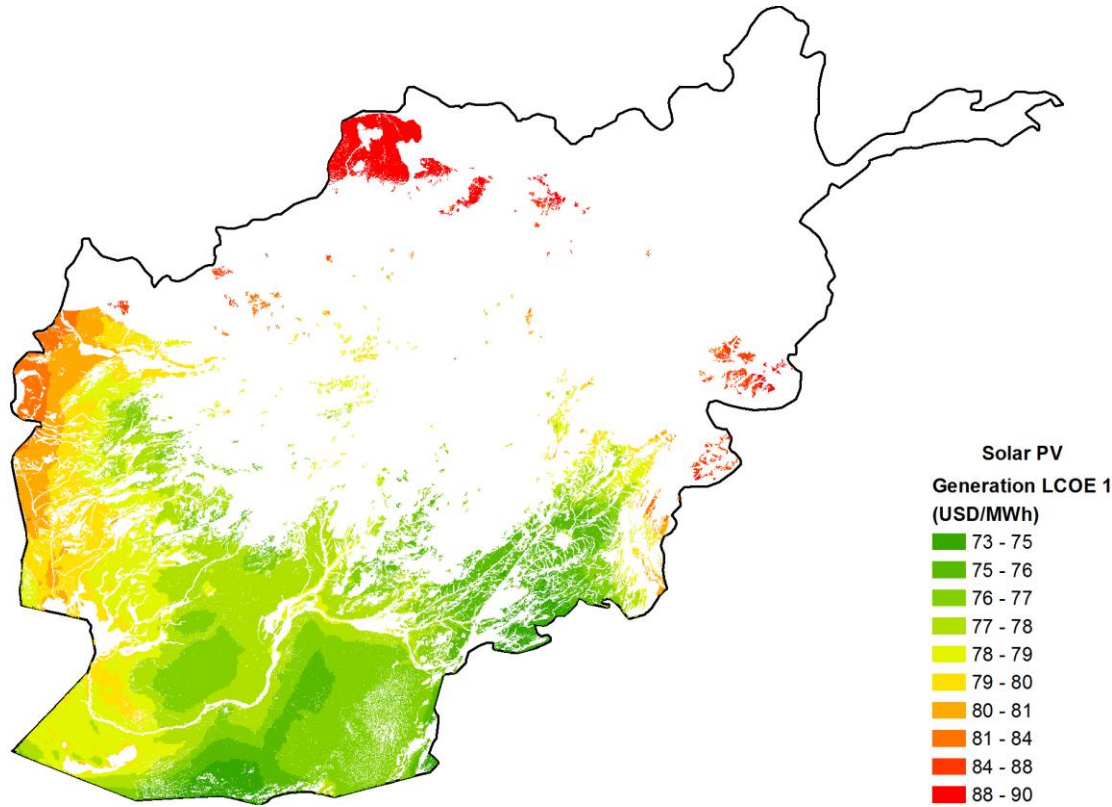 Solar PV
Generation LCOE 1
(USD/MWh)
73 - 75
75 - 76
76 - 77
77 - 78
78 - 79
79 - 80
80 - 81
81 - 84
84 - 88
88 - 90